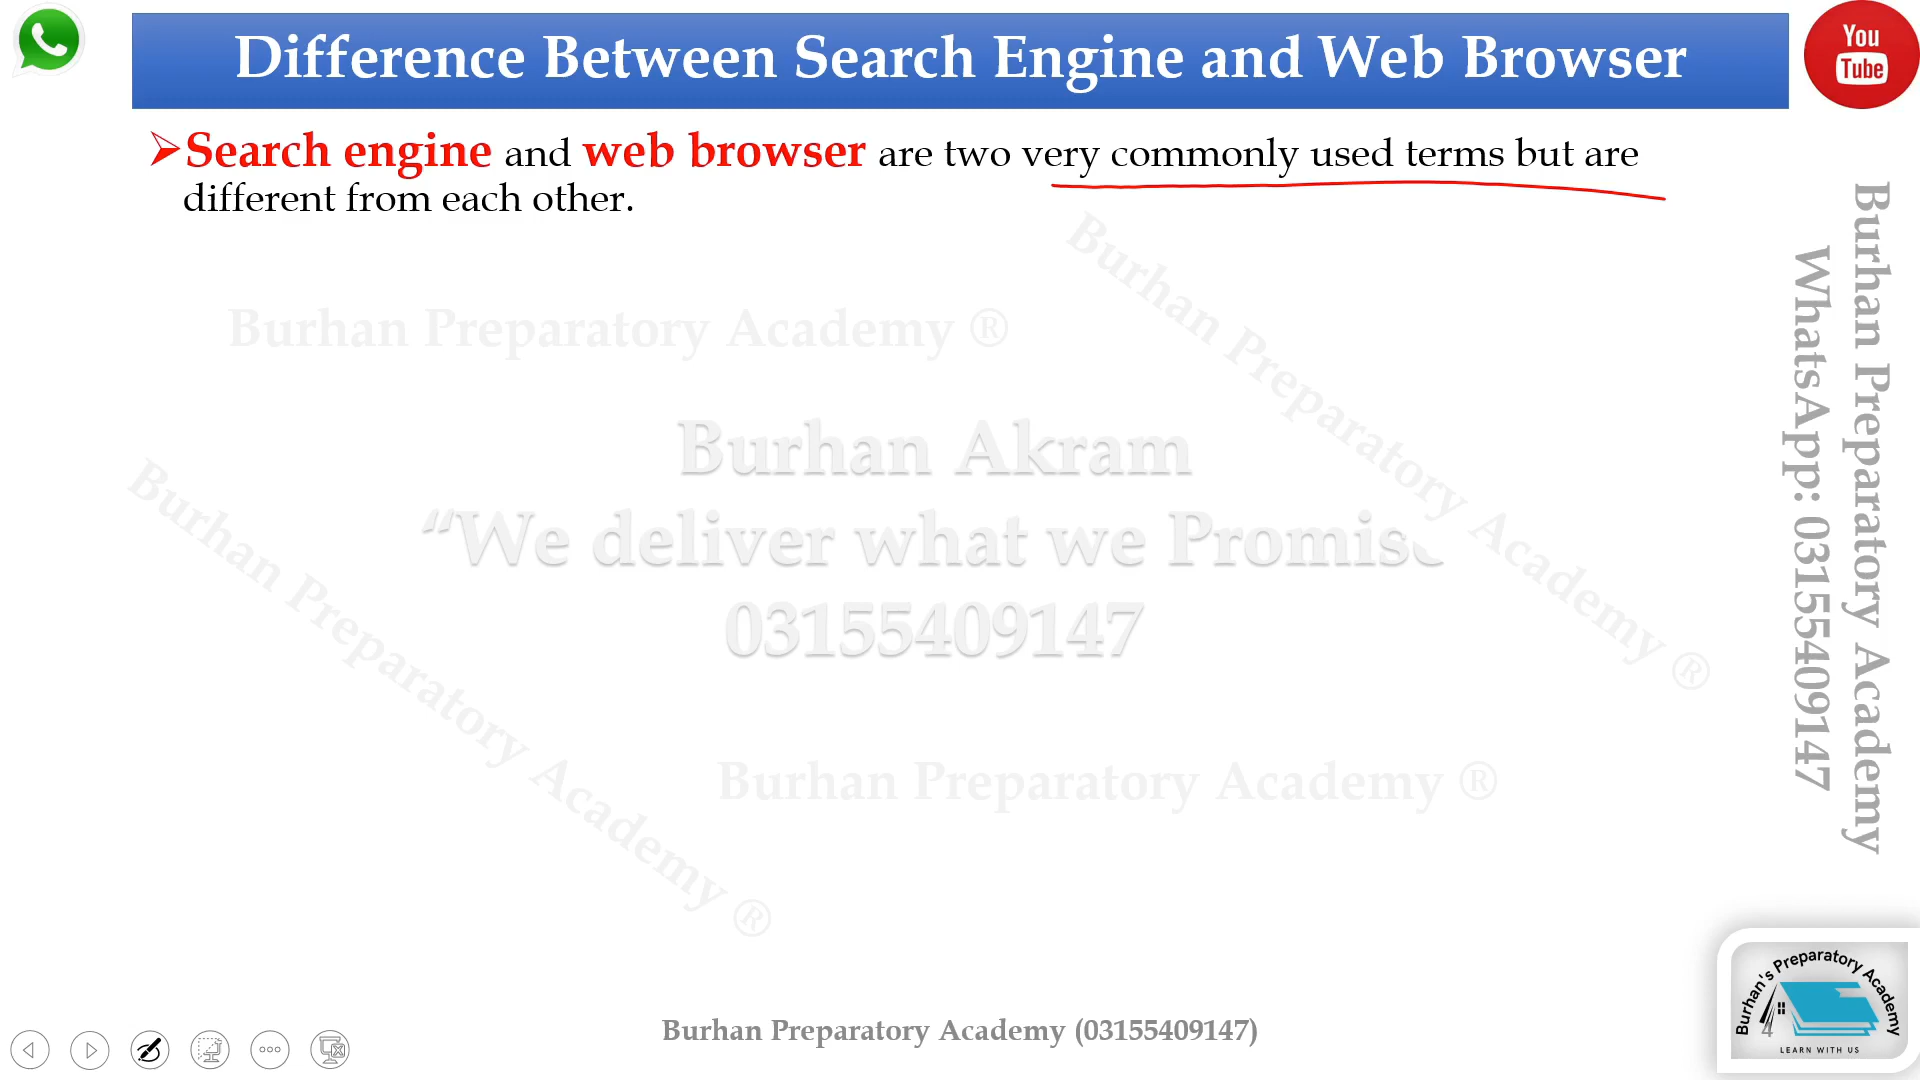 Difference Between Search Engine and Web Browser
You
Tube
➢Search engine and web browser are two very commonly used terms but are
different from each other.
Burhan Preparatory Academy ®
Burhan Preparatory Academy ®
Burhan Akram
“We deliver what we Promise
03155409147
Burhan Preparatory Academy ®
Burhan Preparatory Academy ®
Burhan Preparatory Academy
WhatsApp: 03155409147
Burhan's Preparatory Academy
4
LEARN WITH US
Burhan Preparatory Academy (03155409147)